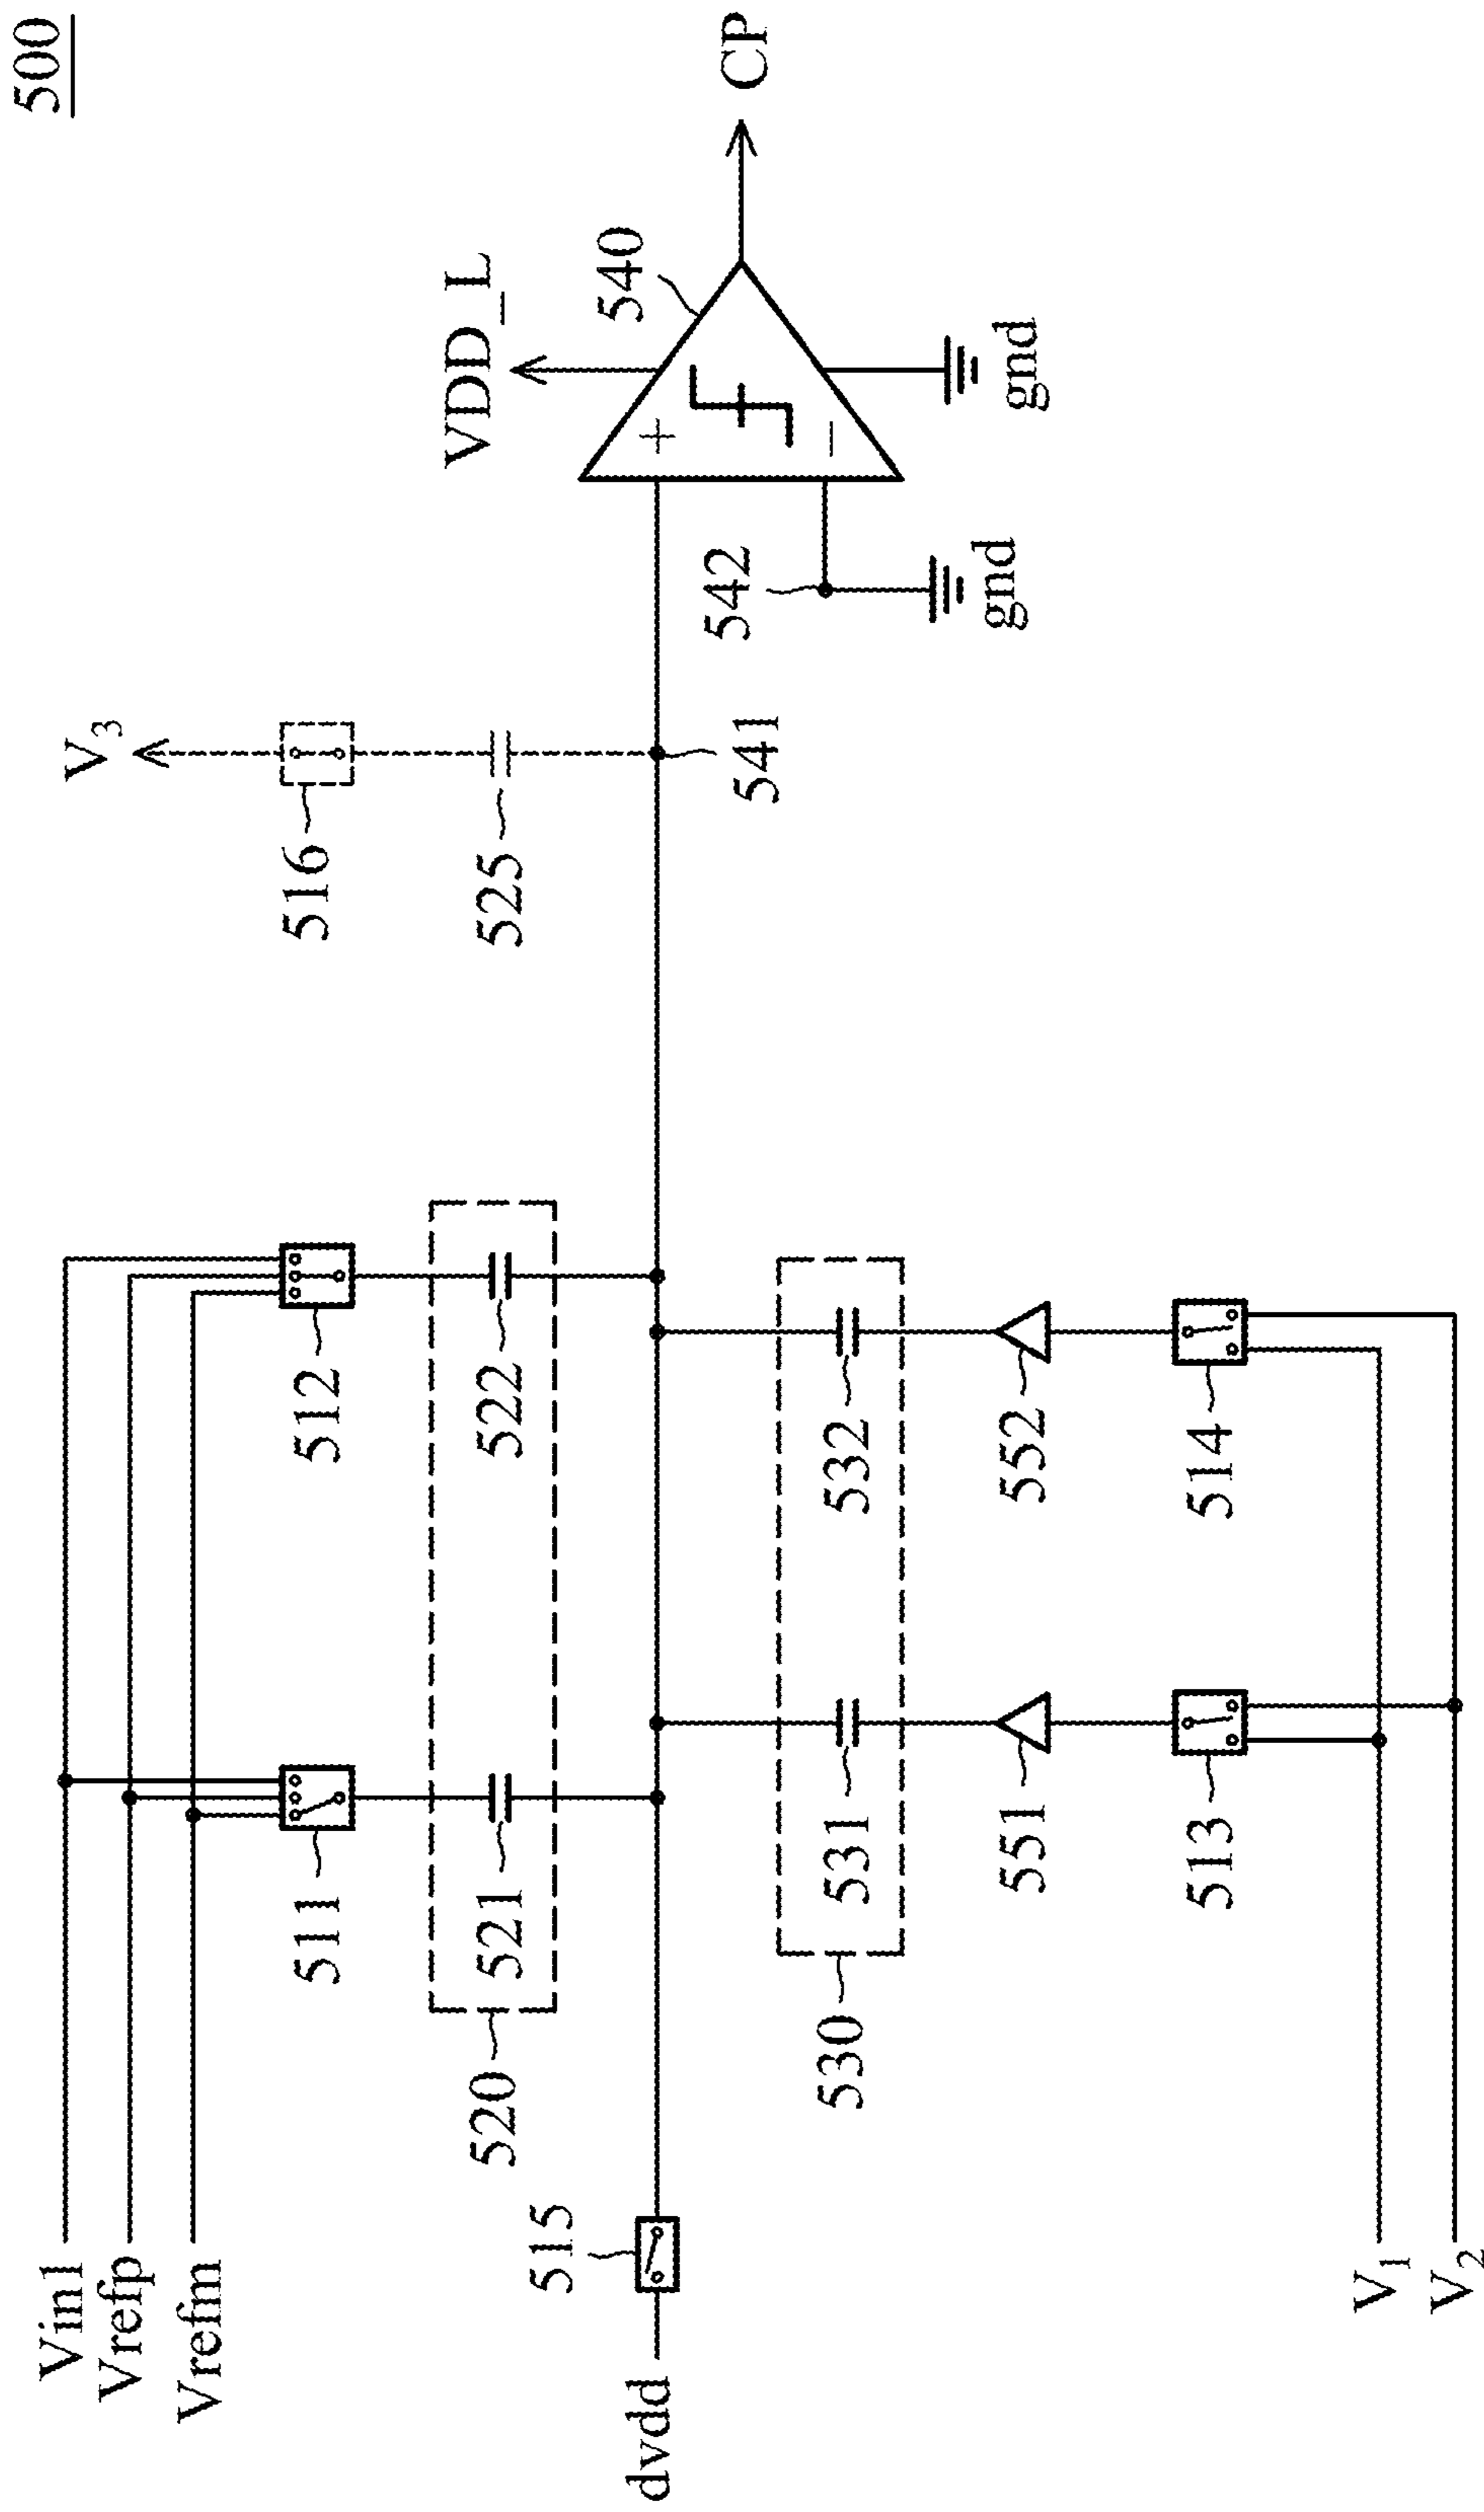 500
Vin1
Vrefp
Vrefm
511
512
516
V3
520
521
522
525
VDD_L
540
CP
dvdd
515
541
542
gnd
gnd
530
531
532
551
552
513
514
V1
V2
+
−